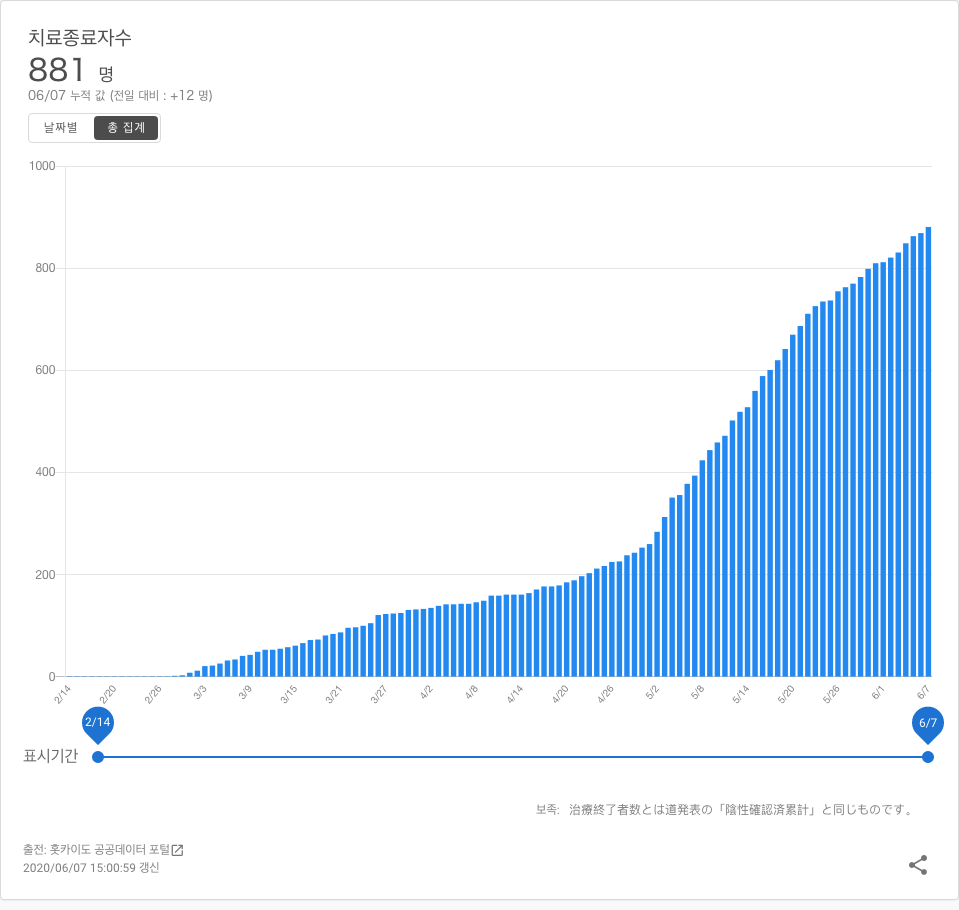 치료종료자수
881 명
06/07 누적 값 (전일 대비 : +12 명)
날짜별 총 집계
1000
800
600
400
200
0
2/14 2/20 2/26 3/3 3/9 3/15 3/21 3/27 4/2 4/8 4/14 4/20 4/26 5/2 5/8 5/14 5/20 5/26 6/1 6/7
2/14 6/7
표시기간
보족: 治療終了者数とは道発表の「陰性確認済累計」と同じものです。
출전: 홋카이도 공공데이터 포털
2020/06/07 15:00:59 갱신